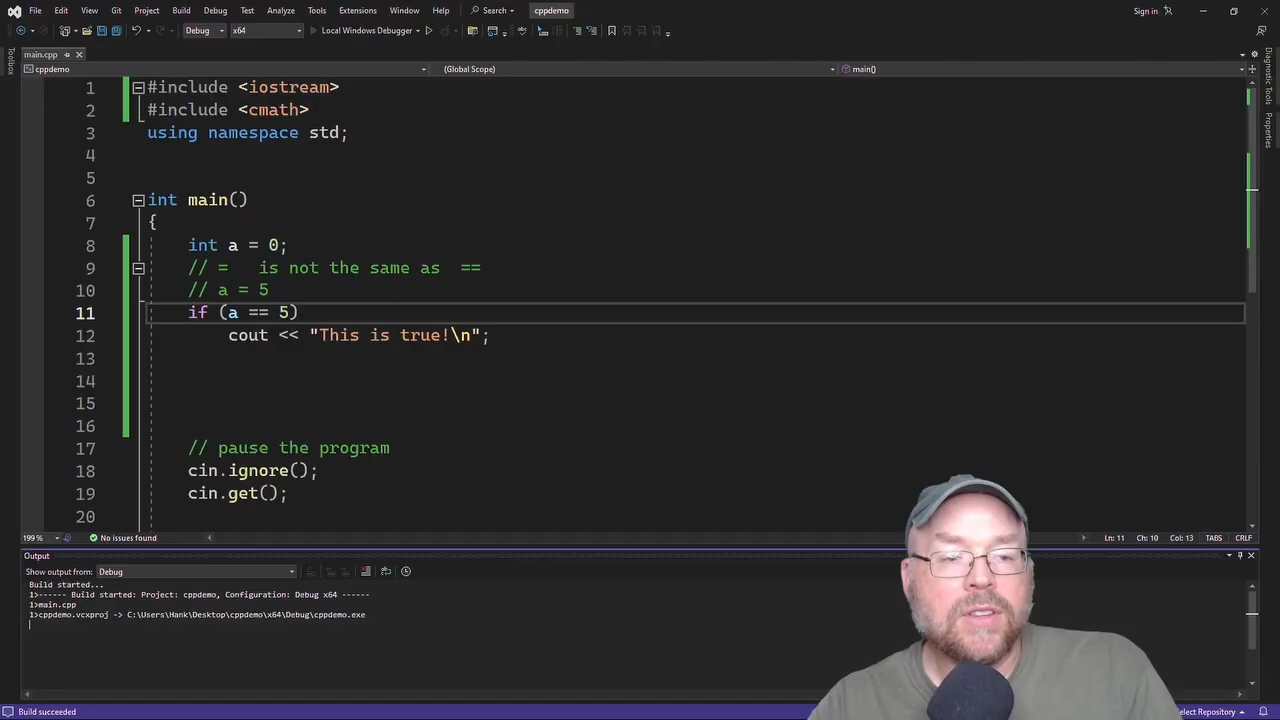 File Edit View Git Project Build Debug Test Analyze Tools Extensions Window Help Search cppdemo Sign in
Debug x64 Local Windows Debugger
main.cpp
cppdemo (Global Scope) main()
Toolbox
Diagnostic Tools
Properties
1 #include <iostream>
2 #include <cmath>
3 using namespace std;
4
5
6 int main()
7 {
8 int a = 0;
9 // = is not the same as ==
10 // a = 5
11 if (a == 5)
12 cout << "This is true!\n";
13
14
15
16
17 // pause the program
18 cin.ignore();
19 cin.get();
20
199 % No issues found Ln: 11 Ch: 10 Col: 13 TABS CRLF
Output
Show output from: Debug
Build started...
1>------ Build started: Project: cppdemo, Configuration: Debug x64 ------
1>main.cpp
1>cppdemo.vcxproj -> C:\Users\Hank\Desktop\cppdemo\x64\Debug\cppdemo.exe
Build succeeded Select Repository